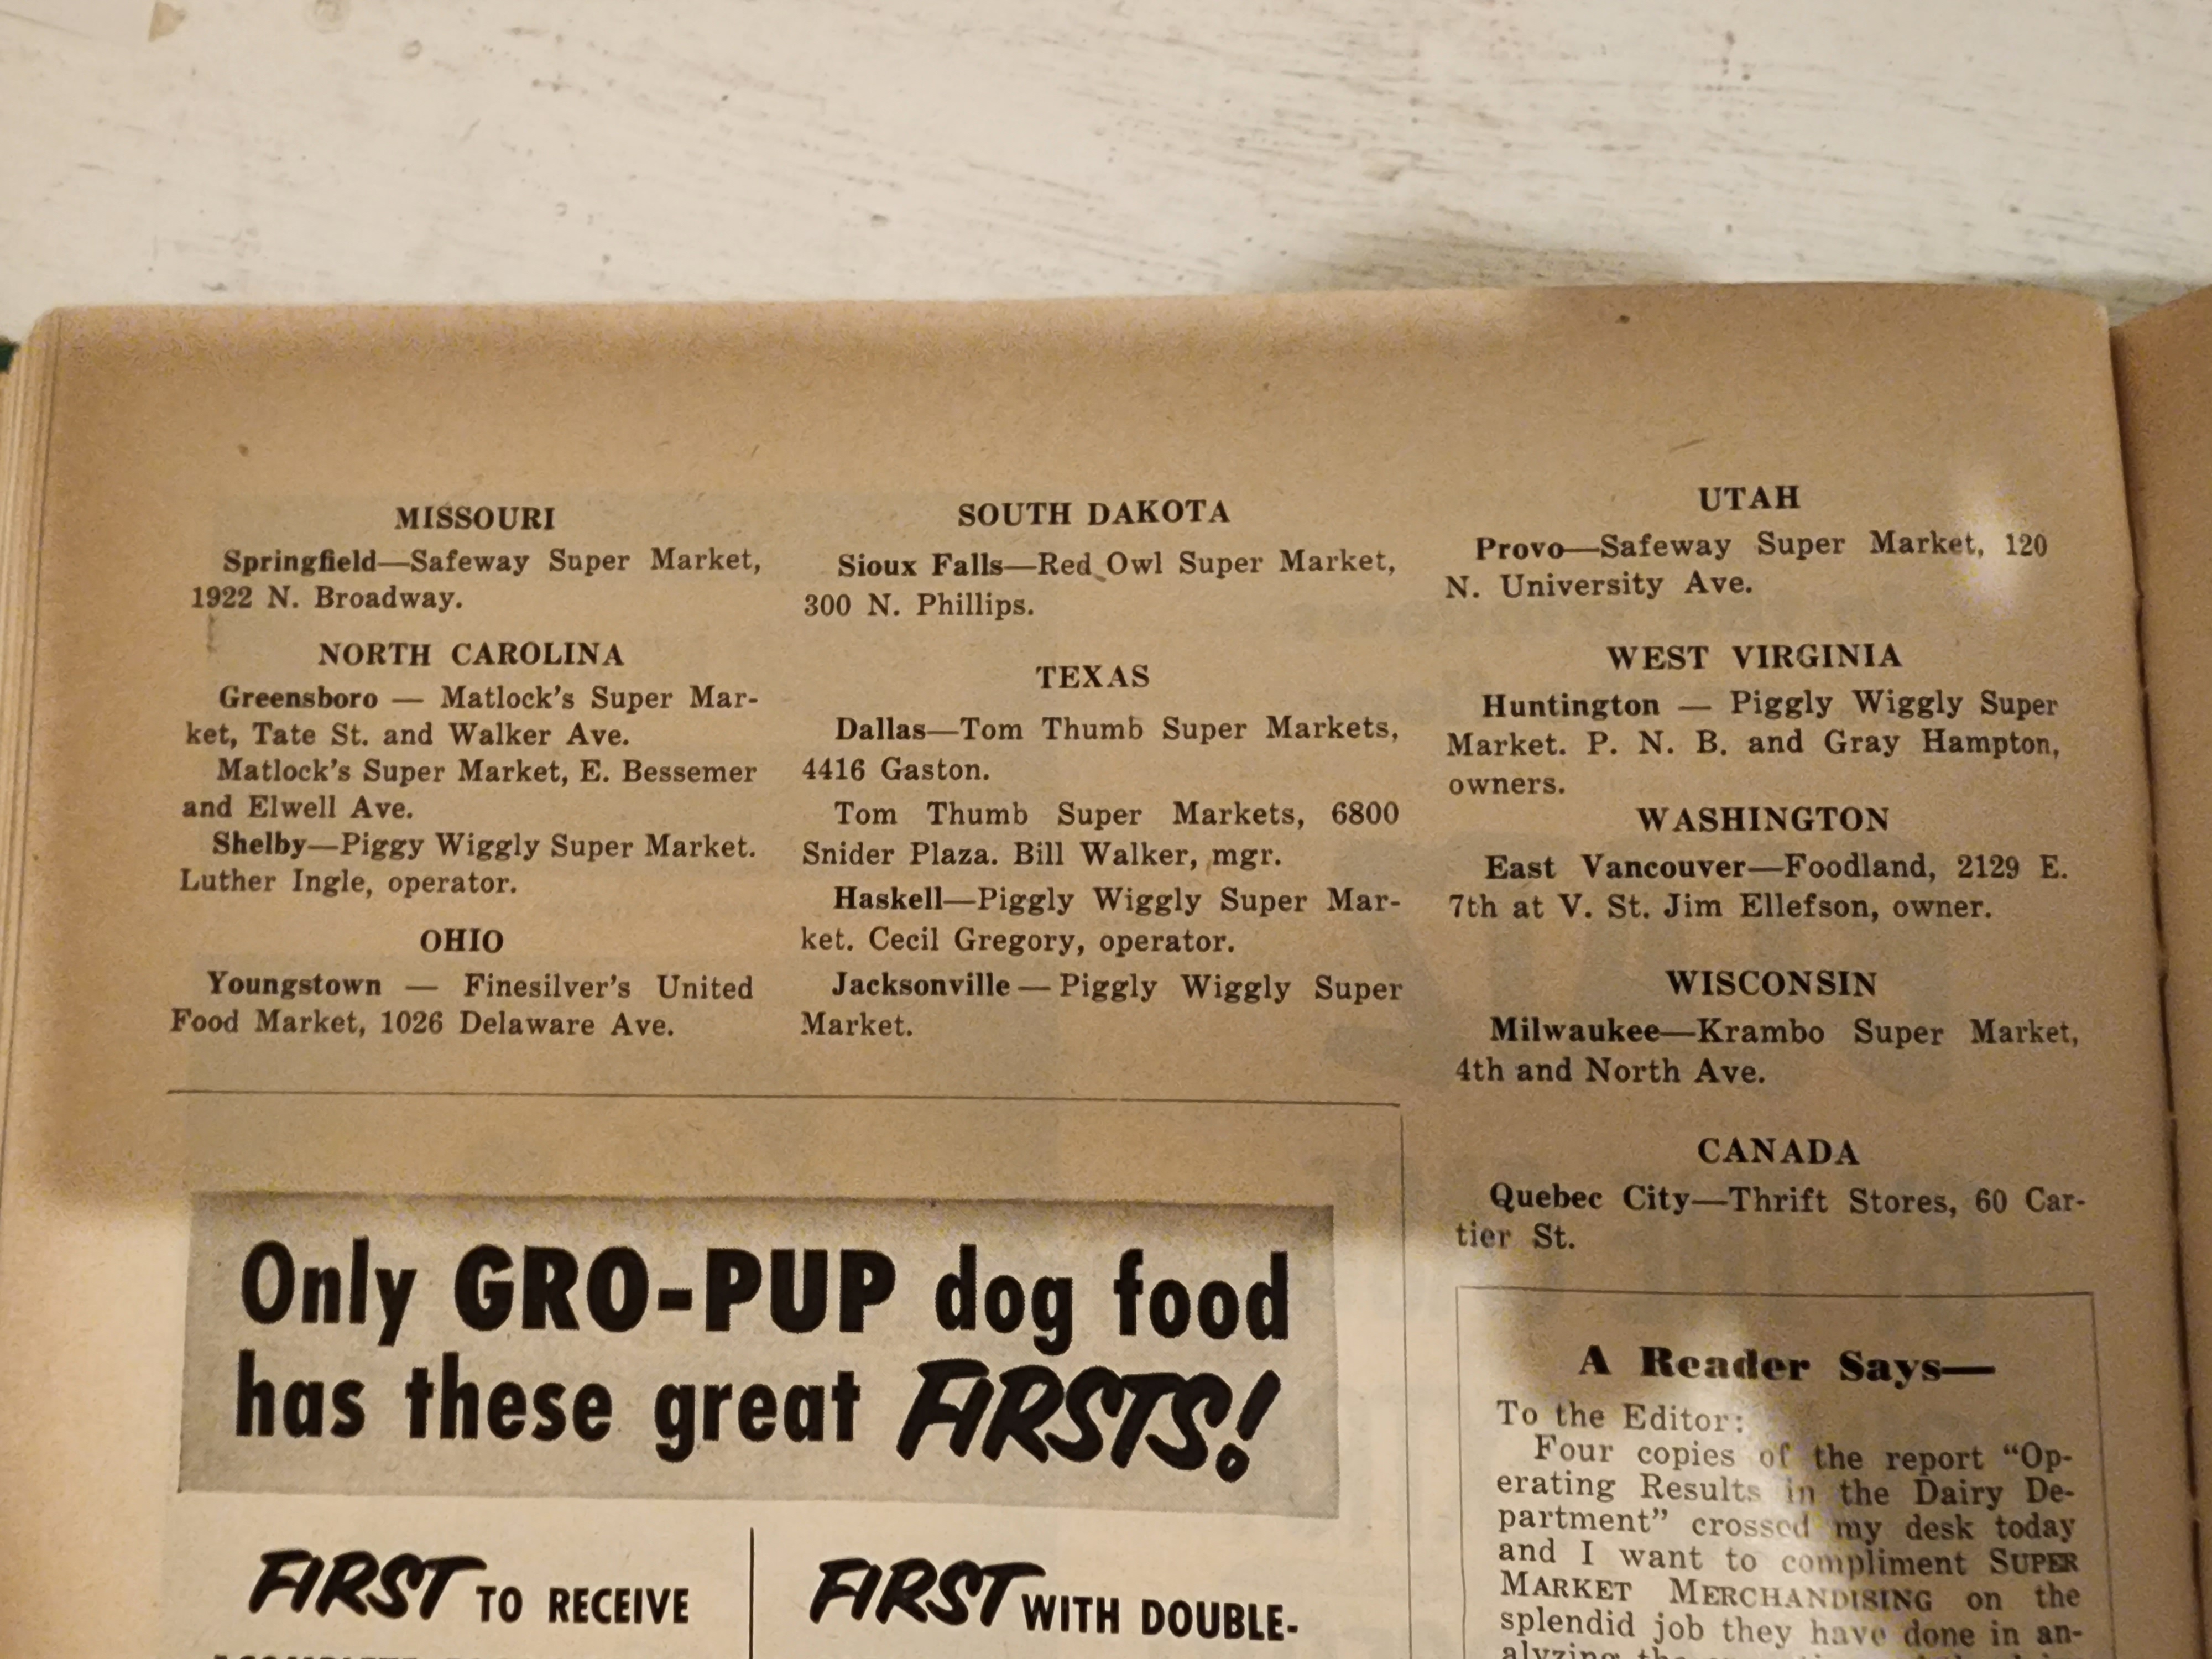 MISSOURI
Springfield—Safeway Super Market,
1922 N. Broadway.
NORTH CAROLINA
Greensboro — Matlock's Super Mar-
ket, Tate St. and Walker Ave.
Matlock's Super Market, E. Bessemer
and Elwell Ave.
Shelby—Piggy Wiggly Super Market.
Luther Ingle, operator.
OHIO
Youngstown — Finesilver's United
Food Market, 1026 Delaware Ave.
SOUTH DAKOTA
Sioux Falls—Red Owl Super Market,
300 N. Phillips.
TEXAS
Dallas—Tom Thumb Super Markets,
4416 Gaston.
Tom Thumb Super Markets, 6800
Snider Plaza. Bill Walker, mgr.
Haskell—Piggly Wiggly Super Mar-
ket. Cecil Gregory, operator.
Jacksonville — Piggly Wiggly Super
Market.
UTAH
Provo—Safeway Super Market, 120
N. University Ave.
WEST VIRGINIA
Huntington — Piggly Wiggly Super
Market. P. N. B. and Gray Hampton,
owners.
WASHINGTON
East Vancouver—Foodland, 2129 E.
7th at V. St. Jim Ellefson, owner.
WISCONSIN
Milwaukee—Krambo Super Market,
4th and North Ave.
CANADA
Quebec City—Thrift Stores, 60 Car-
tier St.
Only GRO-PUP dog food
has these great FIRSTS!
FIRST TO RECEIVE
FIRST WITH DOUBLE-
A Reader Says—
To the Editor:
Four copies of the report “Op-
erating Results in the Dairy De-
partment” crossed my desk today
and I want to compliment SUPER
MARKET MERCHANDISING on the
splendid job they have done in an-
alyzing the